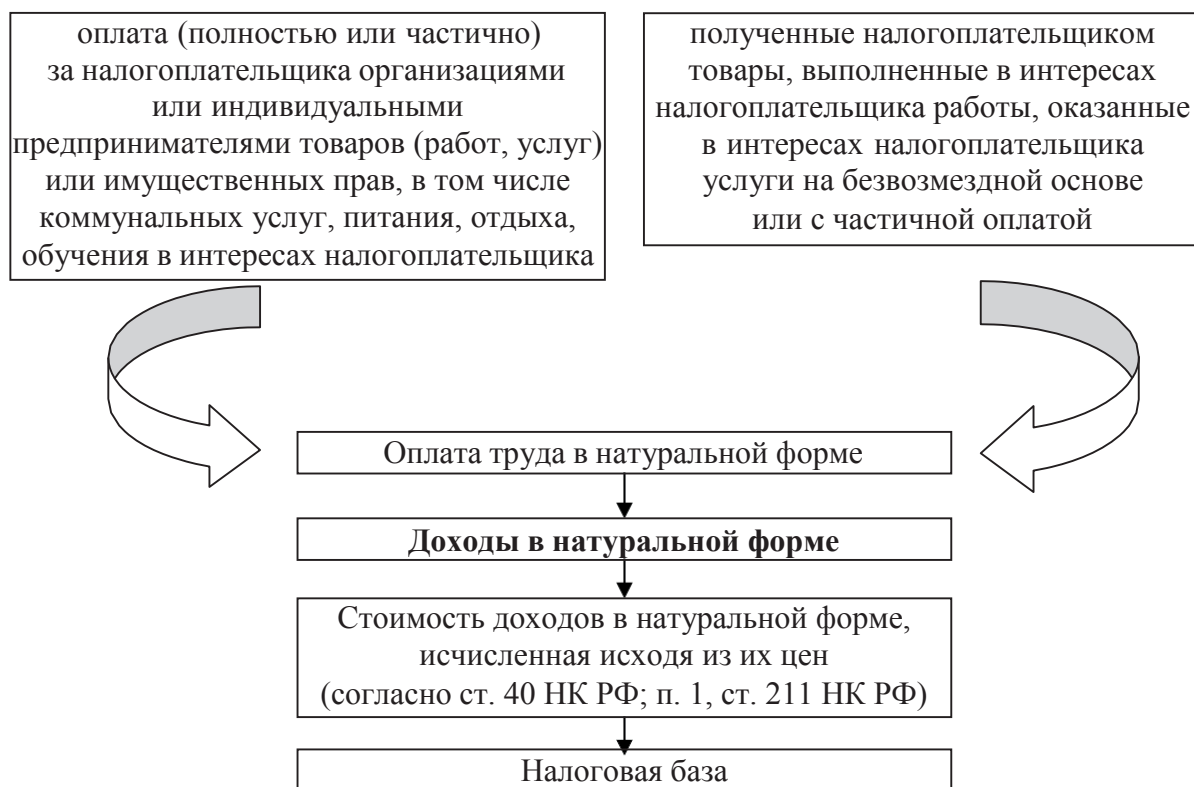 оплата (полностью или частично)
за налогоплательщика организациями
или индивидуальными
предпринимателями товаров (работ, услуг)
или имущественных прав, в том числе
коммунальных услуг, питания, отдыха,
обучения в интересах налогоплательщика
полученные налогоплательщиком
товары, выполненные в интересах
налогоплательщика работы, оказанные
в интересах налогоплательщика
услуги на безвозмездной основе
или с частичной оплатой
Оплата труда в натуральной форме
Доходы в натуральной форме
Стоимость доходов в натуральной форме,
исчисленная исходя из их цен
(согласно ст. 40 НК РФ; п. 1, ст. 211 НК РФ)
Налоговая база